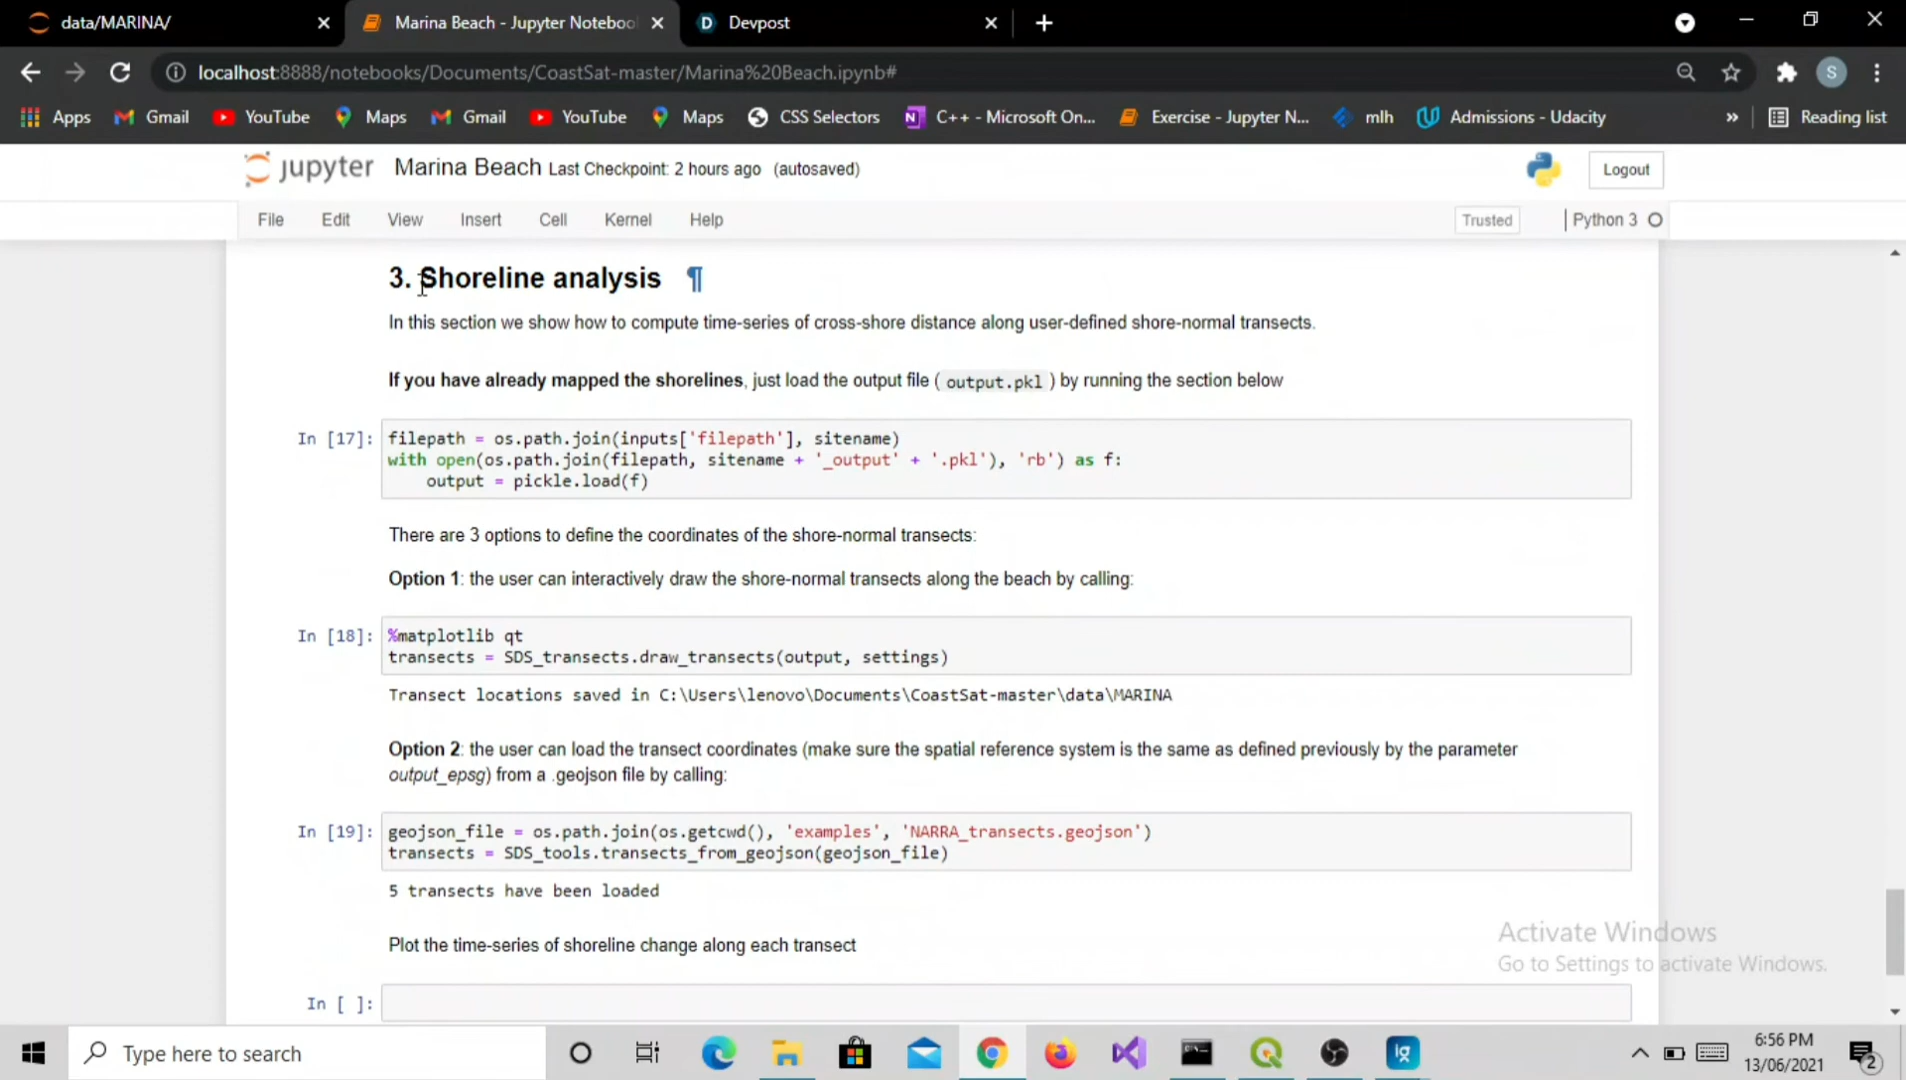 data/MARINA/
Marina Beach - Jupyter Noteboo
Devpost
localhost:8888/notebooks/Documents/CoastSat-master/Marina%20Beach.ipynb#
S
Apps
Gmail
YouTube
Maps
Gmail
YouTube
Maps
CSS Selectors
C++ - Microsoft On...
Exercise - Jupyter N...
mlh
Admissions - Udacity
»
Reading list
jupyter
Marina Beach Last Checkpoint: 2 hours ago (autosaved)
Logout
File
Edit
View
Insert
Cell
Kernel
Help
Trusted
Python 3
3. Shoreline analysis ¶
In this section we show how to compute time-series of cross-shore distance along user-defined shore-normal transects.
If you have already mapped the shorelines, just load the output file ( output.pkl ) by running the section below
In [17]:
filepath = os.path.join(inputs['filepath'], sitename)
with open(os.path.join(filepath, sitename + '_output' + '.pkl'), 'rb') as f:
    output = pickle.load(f)
There are 3 options to define the coordinates of the shore-normal transects:
Option 1: the user can interactively draw the shore-normal transects along the beach by calling:
In [18]:
%matplotlib qt
transects = SDS_transects.draw_transects(output, settings)
Transect locations saved in C:\Users\lenovo\Documents\CoastSat-master\data\MARINA
Option 2: the user can load the transect coordinates (make sure the spatial reference system is the same as defined previously by the parameter
output_epsg) from a .geojson file by calling:
In [19]:
geojson_file = os.path.join(os.getcwd(), 'examples', 'NARRA_transects.geojson')
transects = SDS_tools.transects_from_geojson(geojson_file)
5 transects have been loaded
Plot the time-series of shoreline change along each transect
In [ ]:
Activate Windows
Go to Settings to activate Windows.
Type here to search
lg
6:56 PM
13/06/2021
2